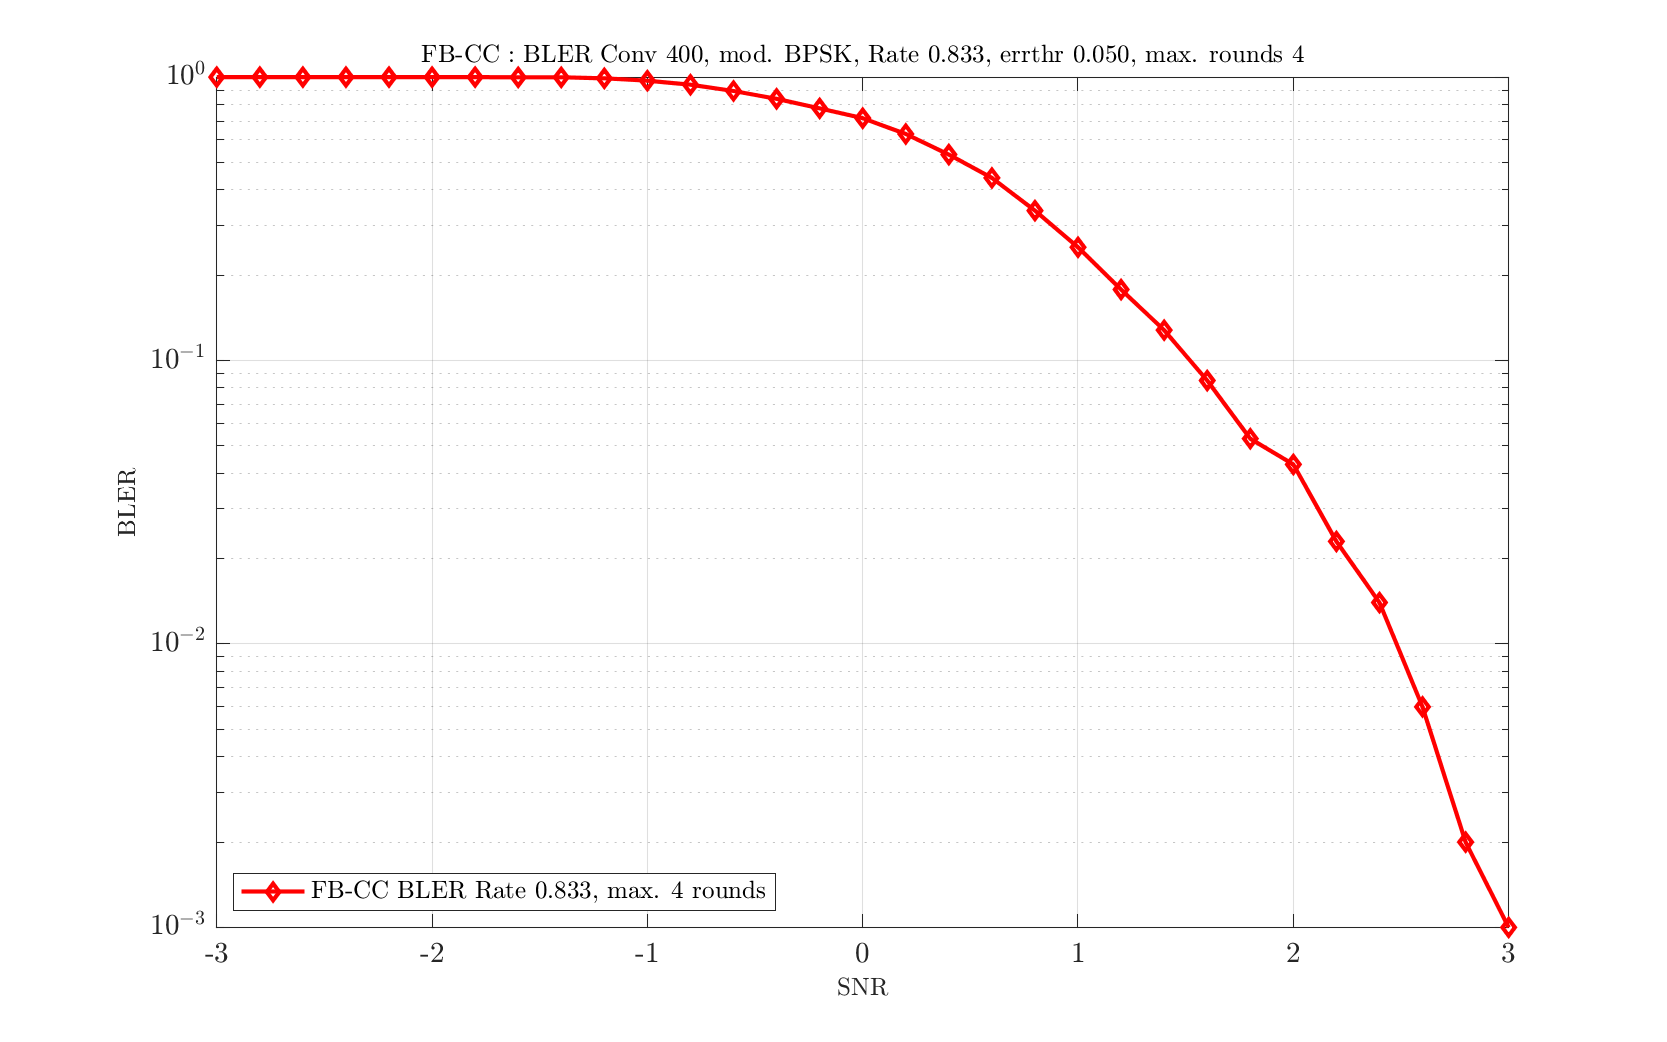 FB-CC : BLER Conv 400, mod. BPSK, Rate 0.833, errthr 0.050, max. rounds 4
10^0
10^-1
10^-2
10^-3
BLER
FB-CC BLER Rate 0.833, max. 4 rounds
-3 -2 -1 0 1 2 3
SNR